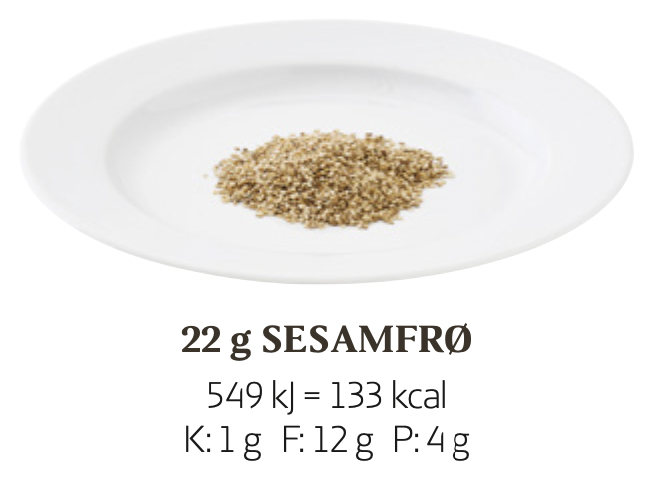 22 g SESAMFRØ
549 kJ = 133 kcal
K: 1 g F: 12 g P: 4 g